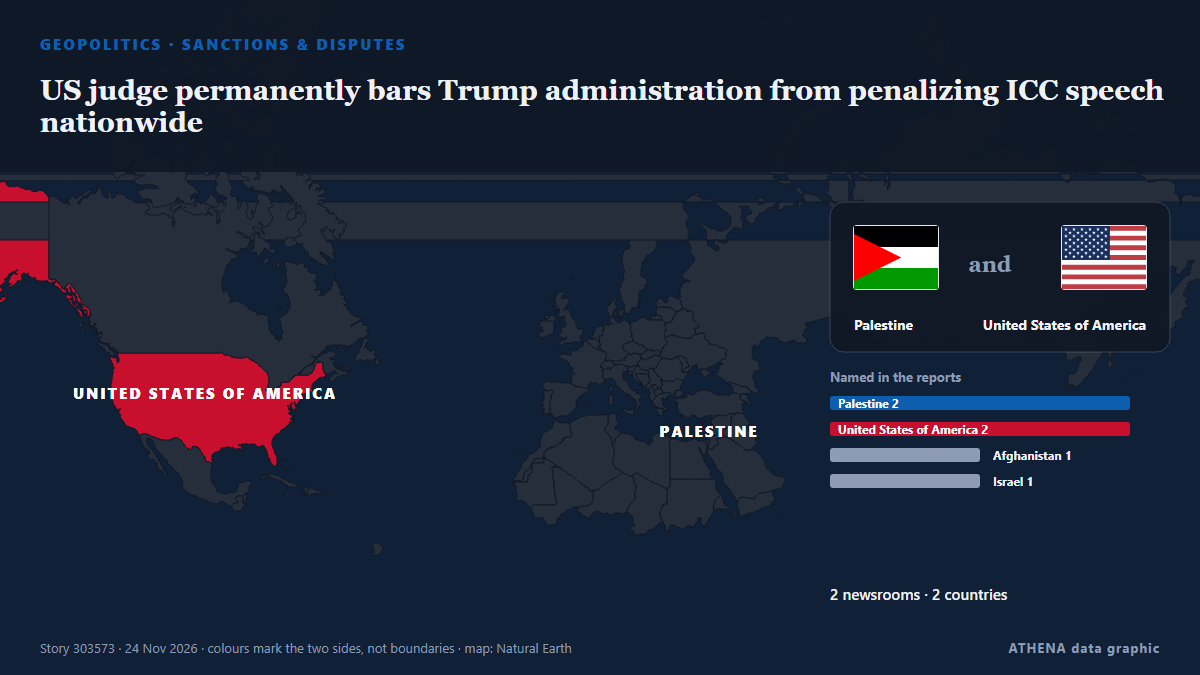 GEOPOLITICS · SANCTIONS & DISPUTES
US judge permanently bars Trump administration from penalizing ICC speech
nationwide
and
Palestine
United States of America
UNITED STATES OF AMERICA
PALESTINE
Named in the reports
Palestine 2
United States of America 2
Afghanistan 1
Israel 1
2 newsrooms · 2 countries
Story 303573 · 24 Nov 2026 · colours mark the two sides, not boundaries · map: Natural Earth
ATHENA data graphic